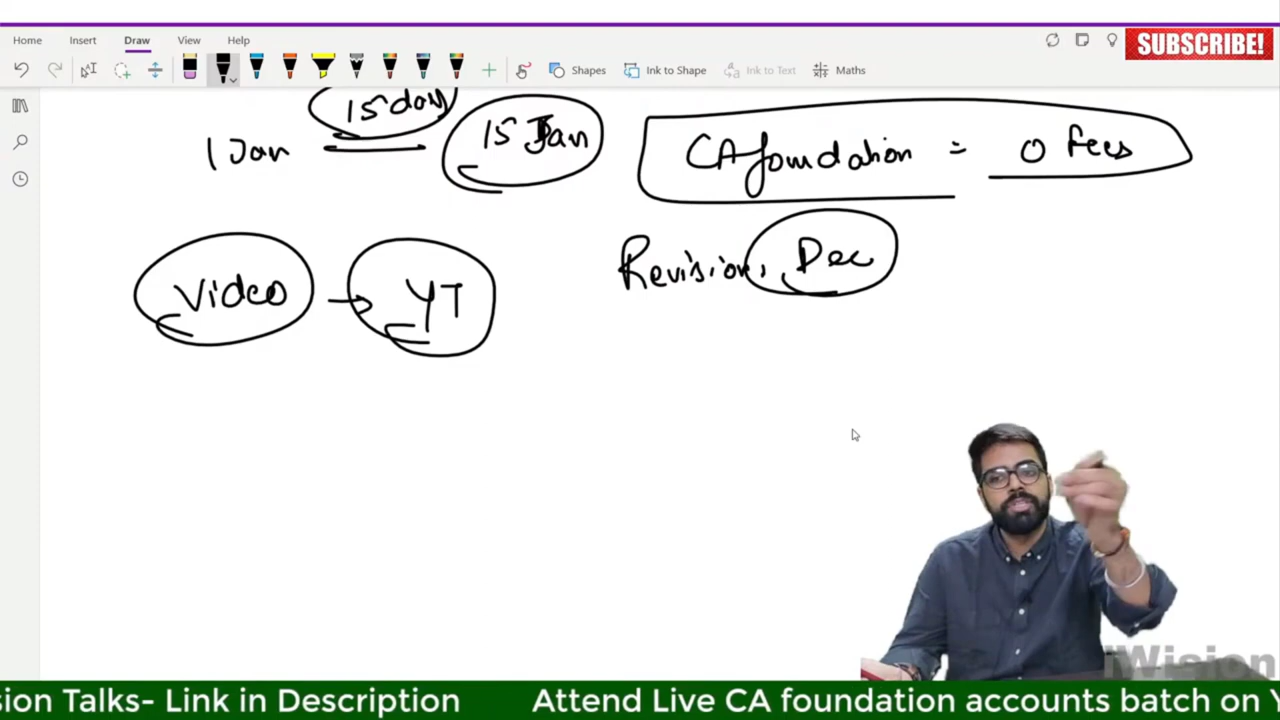 Home Insert Draw View Help
SUBSCRIBE!
Shapes Ink to Shape Ink to Text Maths
15 day
1 Jan 15 Jan CA foundation = 0 fees
Video → YT Revision, Dec
iWision
sion Talks- Link in Description Attend Live CA foundation accounts batch on Y